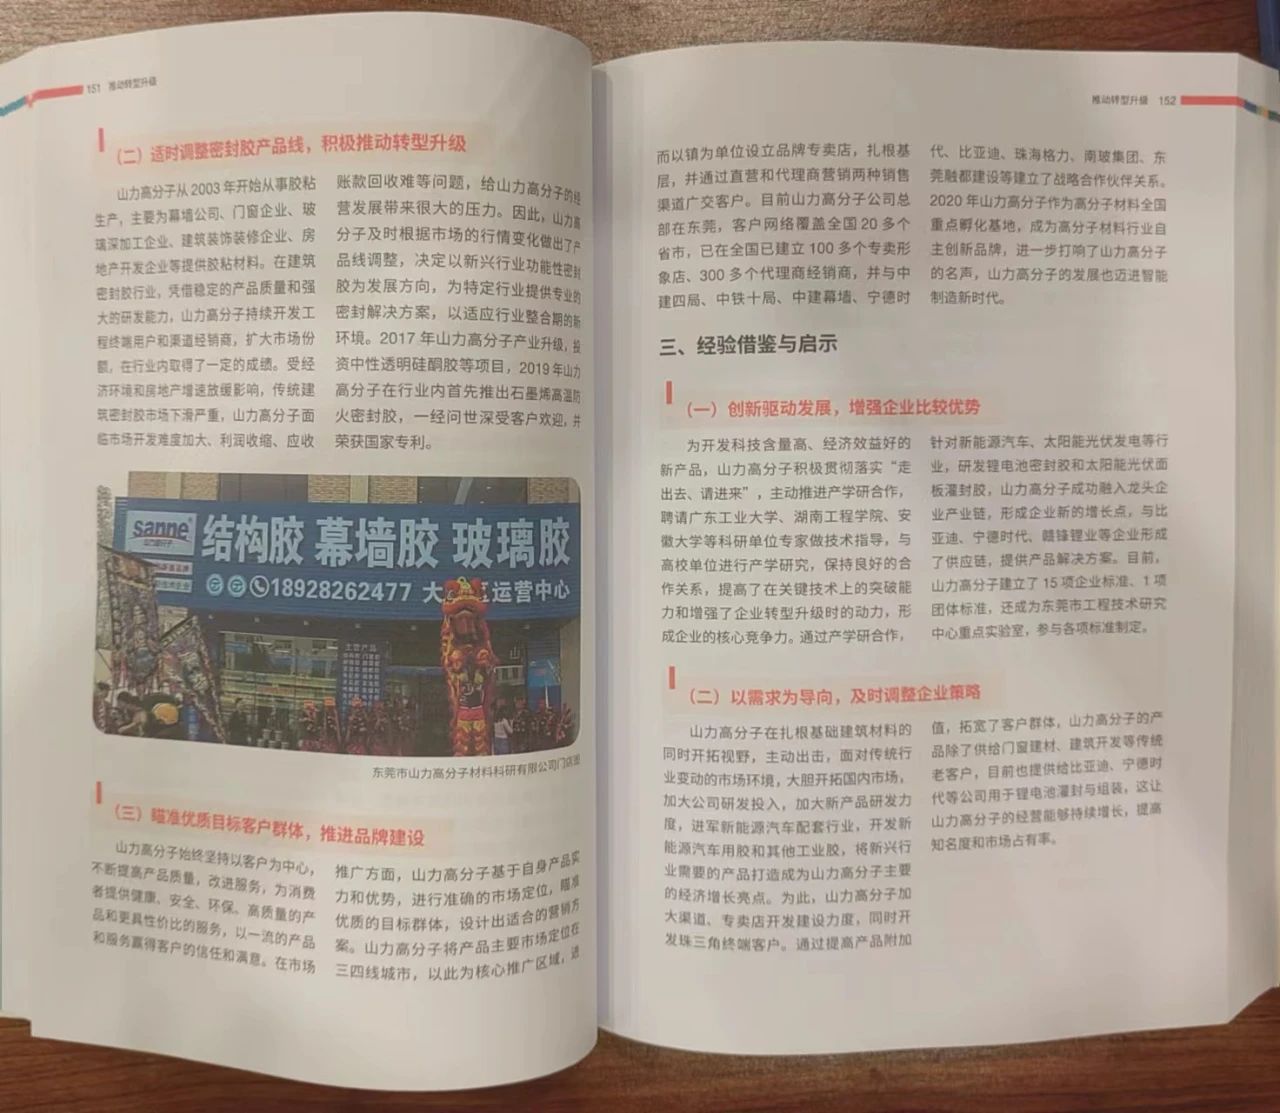 151 推动转型升级
（二）适时调整密封胶产品线，积极推动转型升级
山力高分子从 2003 年开始从事胶粘
生产，主要为幕墙公司、门窗企业、玻
璃深加工企业、建筑装饰装修企业、房
地产开发企业等提供胶粘材料。在建筑
密封胶行业，凭借稳定的产品质量和强
大的研发能力，山力高分子持续开发工
程终端用户和渠道经销商，扩大市场份
额，在行业内取得了一定的成绩。受经
济环境和房地产增速放缓影响，传统建
筑密封胶市场下滑严重，山力高分子面
临市场开发难度加大、利润收缩、应收
账款回收难等问题，给山力高分子的经
营发展带来很大的压力。因此，山力高
分子及时根据市场的行情变化做出了产
品线调整，决定以新兴行业功能性密封
胶为发展方向，为特定行业提供专业的
密封解决方案，以适应行业整合期的新
环境。2017 年山力高分子产业升级，投
资中性透明硅酮胶等项目，2019 年山力
高分子在行业内首先推出石墨烯高温防
火密封胶，一经问世深受客户欢迎，并
荣获国家专利。
sanne
山力高分子
结构胶 幕墙胶 玻璃胶
18928262477 大 运营中心
主营产品
东莞市山力高分子材料科研有限公司门店图
（三）瞄准优质目标客户群体，推进品牌建设
山力高分子始终坚持以客户为中心，
不断提高产品质量，改进服务，为消费
者提供健康、安全、环保、高质量的产
品和更具性价比的服务，以一流的产品
和服务赢得客户的信任和满意。在市场
推广方面，山力高分子基于自身产品实
力和优势，进行准确的市场定位，瞄准
优质的目标群体，设计出适合的营销方
案。山力高分子将产品主要市场定位在
三四线城市，以此为核心推广区域，进
推动转型升级 152
而以镇为单位设立品牌专卖店，扎根基
层，并通过直营和代理商营销两种销售
渠道广交客户。目前山力高分子公司总
部在东莞，客户网络覆盖全国 20 多个
省市，已在全国已建立 100 多个专卖形
象店、300 多个代理商经销商，并与中
建四局、中铁十局、中建幕墙、宁德时
代、比亚迪、珠海格力、南玻集团、东
莞融都建设等建立了战略合作伙伴关系。
2020 年山力高分子作为高分子材料全国
重点孵化基地，成为高分子材料行业自
主创新品牌，进一步打响了山力高分子
的名声，山力高分子的发展也迈进智能
制造新时代。
三、经验借鉴与启示
（一）创新驱动发展，增强企业比较优势
为开发科技含量高、经济效益好的
新产品，山力高分子积极贯彻落实“走
出去、请进来”，主动推进产学研合作，
聘请广东工业大学、湖南工程学院、安
徽大学等科研单位专家做技术指导，与
高校单位进行产学研究，保持良好的合
作关系，提高了在关键技术上的突破能
力和增强了企业转型升级时的动力，形
成企业的核心竞争力。通过产学研合作，
针对新能源汽车、太阳能光伏发电等行
业，研发锂电池密封胶和太阳能光伏面
板灌封胶，山力高分子成功融入龙头企
业产业链，形成企业新的增长点，与比
亚迪、宁德时代、赣锋锂业等企业形成
了供应链，提供产品解决方案。目前，
山力高分子建立了 15 项企业标准、1 项
团体标准，还成为东莞市工程技术研究
中心重点实验室，参与各项标准制定。
（二）以需求为导向，及时调整企业策略
山力高分子在扎根基础建筑材料的
同时开拓视野，主动出击，面对传统行
业变动的市场环境，大胆开拓国内市场，
加大公司研发投入，加大新产品研发力
度，进军新能源汽车配套行业，开发新
能源汽车用胶和其他工业胶，将新兴行
业需要的产品打造成为山力高分子主要
的经济增长亮点。为此，山力高分子加
大渠道、专卖店开发建设力度，同时开
发珠三角终端客户。通过提高产品附加
值，拓宽了客户群体，山力高分子的产
品除了供给门窗建材、建筑开发等传统
老客户，目前也提供给比亚迪、宁德时
代等公司用于锂电池灌封与组装，这让
山力高分子的经营能够持续增长，提高
知名度和市场占有率。